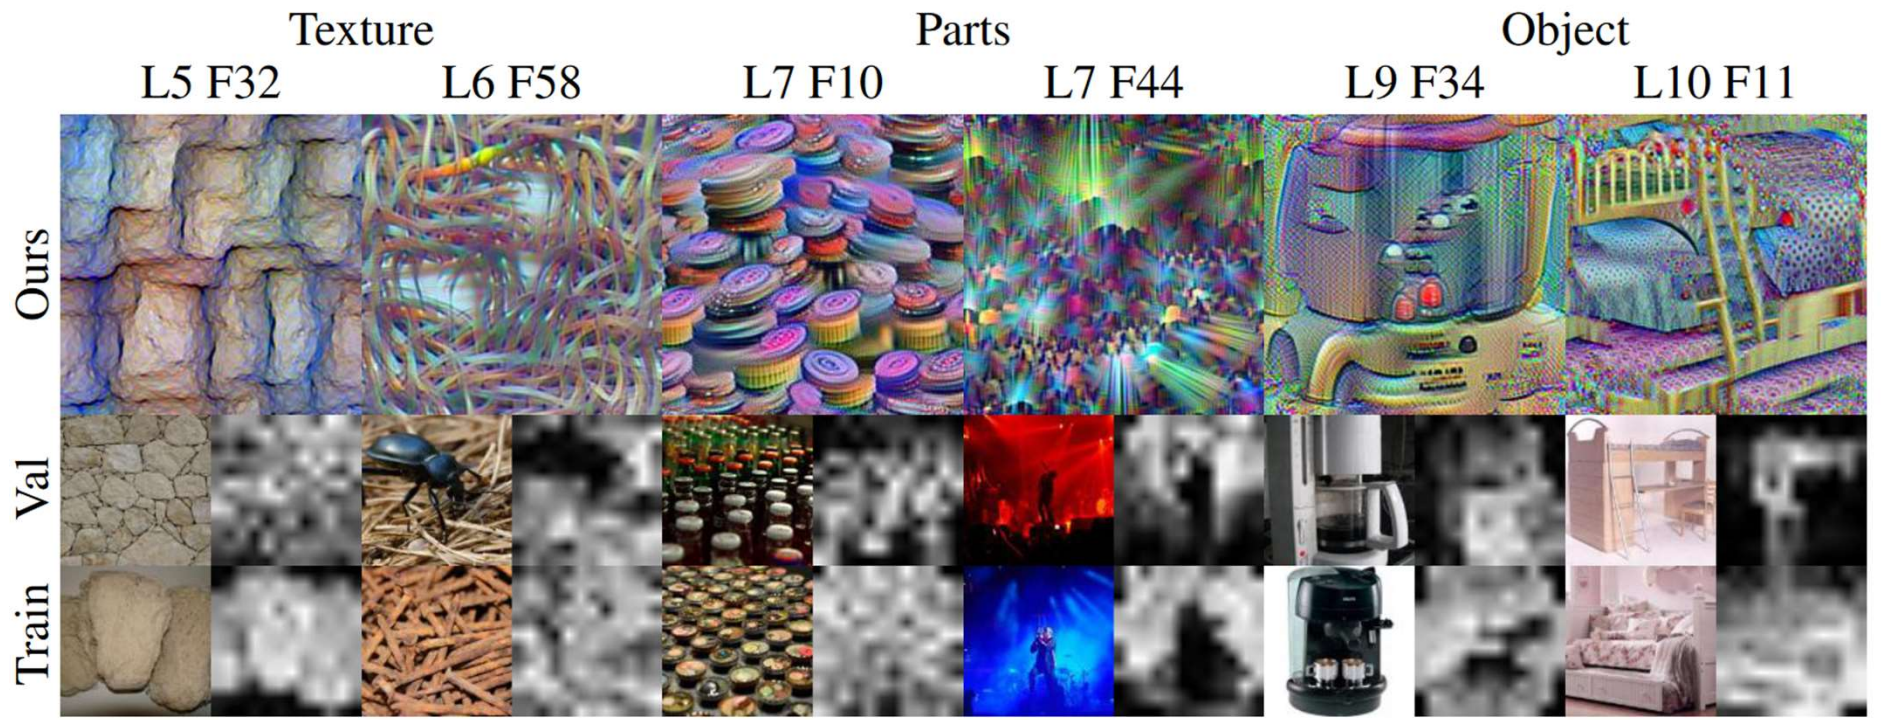 Texture Parts Object
L5 F32 L6 F58 L7 F10 L7 F44 L9 F34 L10 F11
Ours
Val
Train